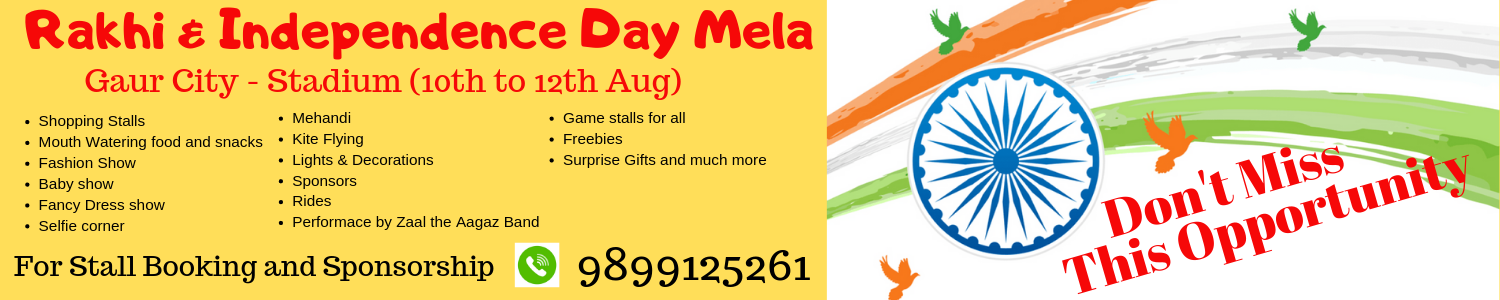 Rakhi & Independence Day Mela
Gaur City - Stadium (10th to 12th Aug)
• Shopping Stalls
• Mouth Watering food and snacks
• Fashion Show
• Baby show
• Fancy Dress show
• Selfie corner
• Mehandi
• Kite Flying
• Lights & Decorations
• Sponsors
• Rides
• Performace by Zaal the Aagaz Band
• Game stalls for all
• Freebies
• Surprise Gifts and much more
For Stall Booking and Sponsorship 9899125261
Don't Miss
This Opportunity